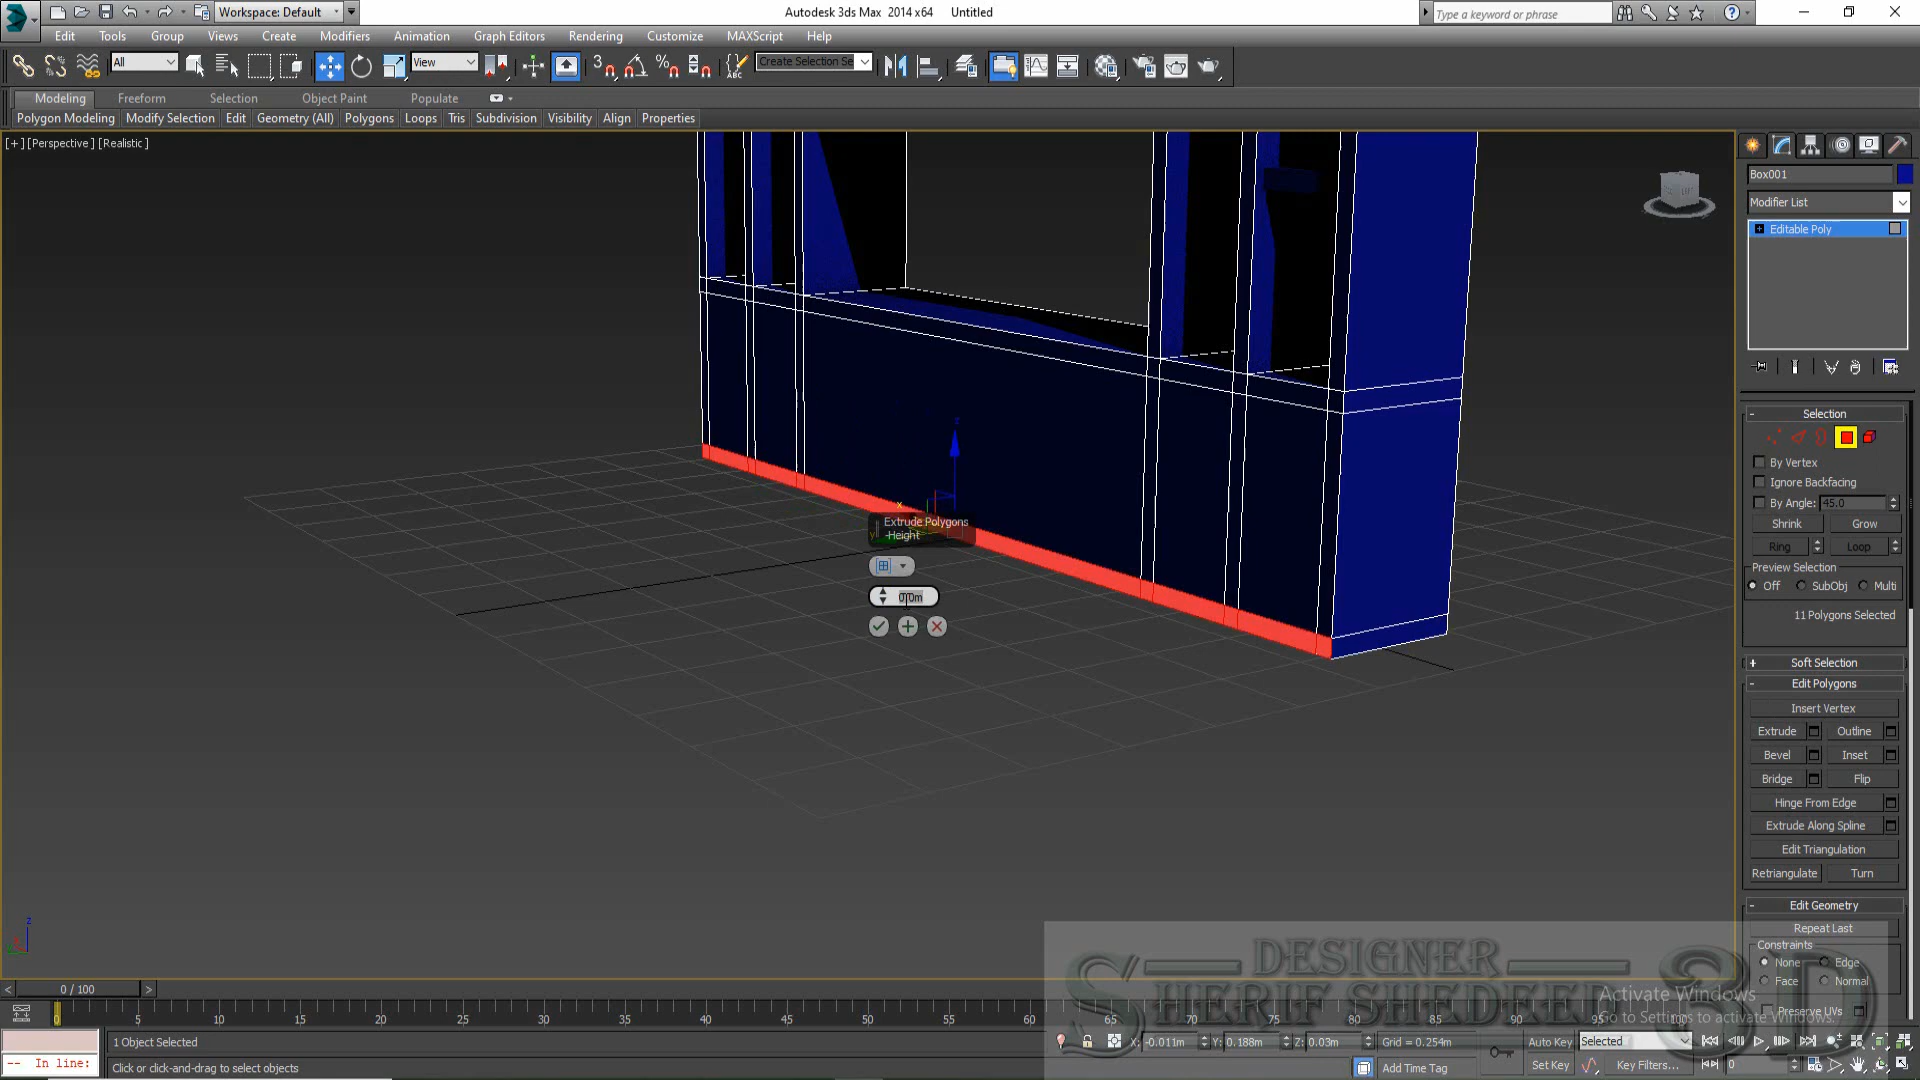 Workspace: Default
Autodesk 3ds Max 2014 x64 Untitled
Type a keyword or phrase
Edit Tools Group Views Create Modifiers Animation Graph Editors Rendering Customize MAXScript Help
All
View
Create Selection Se
Modeling Freeform Selection Object Paint Populate
Polygon Modeling Modify Selection Edit Geometry (All) Polygons Loops Tris Subdivision Visibility Align Properties
[+] [Perspective ] [Realistic ]
Box001
Modifier List
Editable Poly
Selection
By Vertex
Ignore Backfacing
By Angle: 45.0
Shrink Grow
Ring Loop
Preview Selection
Off SubObj Multi
11 Polygons Selected
Soft Selection
Edit Polygons
Insert Vertex
Extrude Outline
Bevel Inset
Bridge Flip
Hinge From Edge
Extrude Along Spline
Edit Triangulation
Retriangulate Turn
Edit Geometry
Repeat Last
Constraints
None Edge
Face Normal
Preserve UVs
Extrude Polygons
-Height
0.0m
z
x
y
z
DESIGNER
SHERIF SHEDEED
3D
Activate Windows
Go to Settings to activate Windows.
0 / 100
5 10 15 20 25 30 35 40 45 50 55 60 65 70 75 80 85 90 95
1 Object Selected
X: -0.011m Y: 0.188m Z: 0.03m Grid = 0.254m
Auto Key Selected
-- In line:
Click or click-and-drag to select objects
Add Time Tag
Set Key Key Filters... 0